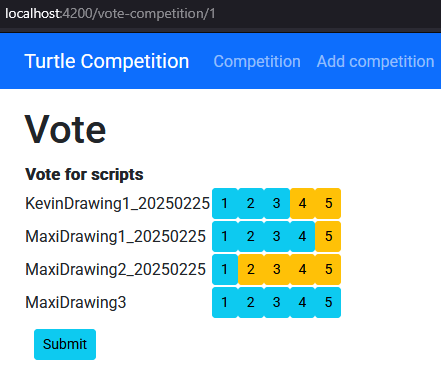 localhost:4200/vote-competition/1
Turtle Competition Competition Add competition
Vote
Vote for scripts
KevinDrawing1_20250225 1 2 3 4 5
MaxiDrawing1_20250225 1 2 3 4 5
MaxiDrawing2_20250225 1 2 3 4 5
MaxiDrawing3 1 2 3 4 5
Submit